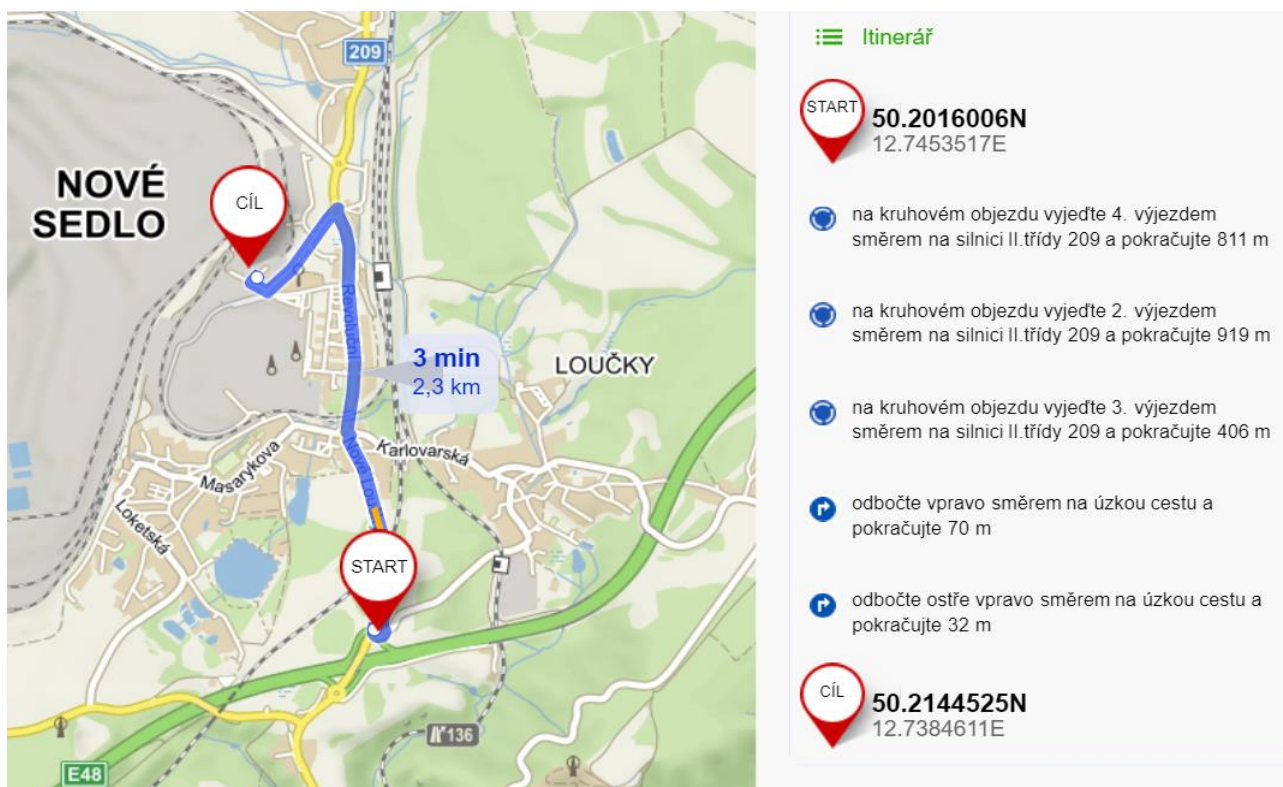 209
NOVÉ
SEDLO
CÍL
Revoluční
3 min
2,3 km
LOUČKY
Karlovarská
Masarykova
Nové Lou
Loketská
START
136
E48
Itinerář
START
50.2016006N
12.7453517E
na kruhovém objezdu vyjeďte 4. výjezdem
směrem na silnici II.třídy 209 a pokračujte 811 m
na kruhovém objezdu vyjeďte 2. výjezdem
směrem na silnici II.třídy 209 a pokračujte 919 m
na kruhovém objezdu vyjeďte 3. výjezdem
směrem na silnici II.třídy 209 a pokračujte 406 m
odbočte vpravo směrem na úzkou cestu a
pokračujte 70 m
odbočte ostře vpravo směrem na úzkou cestu a
pokračujte 32 m
CÍL
50.2144525N
12.7384611E